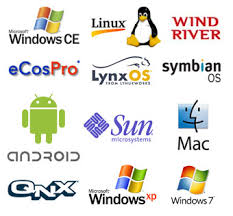 Microsoft
Windows CE
Linux
WIND
RIVER
eCosPro
LynxOS
FROM LYNUXWORKS
symbian
OS
ANDROID
Sun
microsystems
Mac
QNX
Microsoft
Windows xp
Windows 7